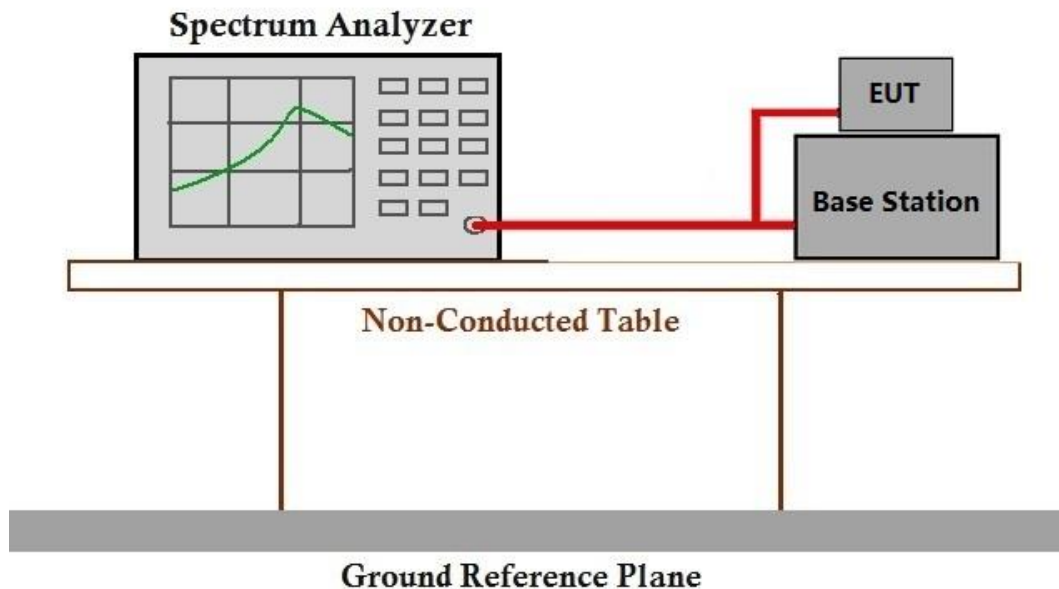 Spectrum Analyzer
EUT
Base Station
Non-Conducted Table
Ground Reference Plane